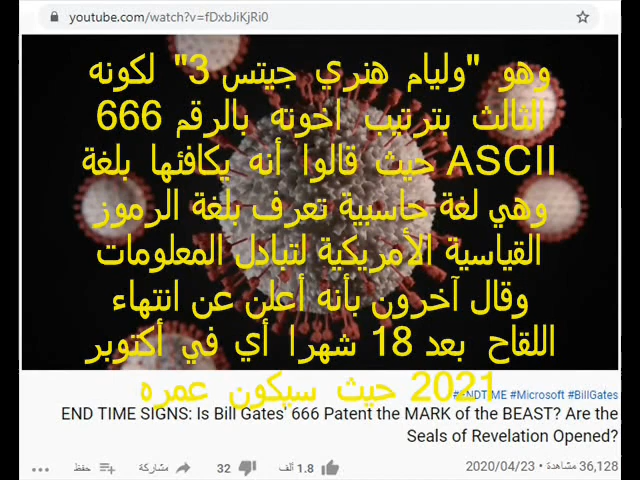 youtube.com/watch?v=fDxbJiKjRi0
وهو "وليام هنري جيتس 3" لكونه
الثالث بترتيب اخوته بالرقم 666
حيث قالوا أنه يكافئها بلغة ASCII
وهي لغة حاسبية تعرف بلغة الرموز
القياسية الأمريكية لتبادل المعلومات
وقال آخرون بأنه أعلن عن انتهاء
اللقاح بعد 18 شهرا أي في أكتوبر
2021 حيث سيكون عمره
#ENDTIME #Microsoft #BillGates
END TIME SIGNS: Is Bill Gates' 666 Patent the MARK of the BEAST? Are the
Seals of Revelation Opened?
36,128 مشاهدة • 2020/04/23
1.8 ألف 32 مشاركة حفظ